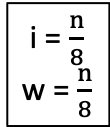 i = n/8
w = n/8